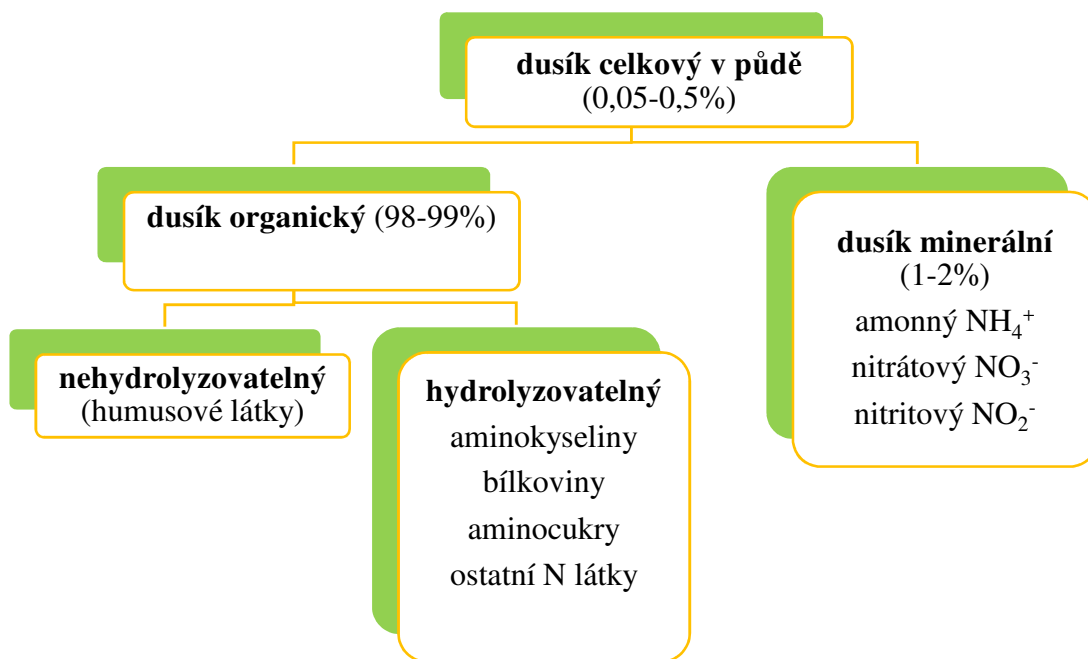 dusík celkový v půdě
(0,05-0,5%)
dusík organický (98-99%)
dusík minerální
(1-2%)
amonný NH₄⁺
nitrátový NO₃⁻
nitritový NO₂⁻
nehydrolyzovatelný
(humusové látky)
hydrolyzovatelný
aminokyseliny
bílkoviny
aminocukry
ostatní N látky